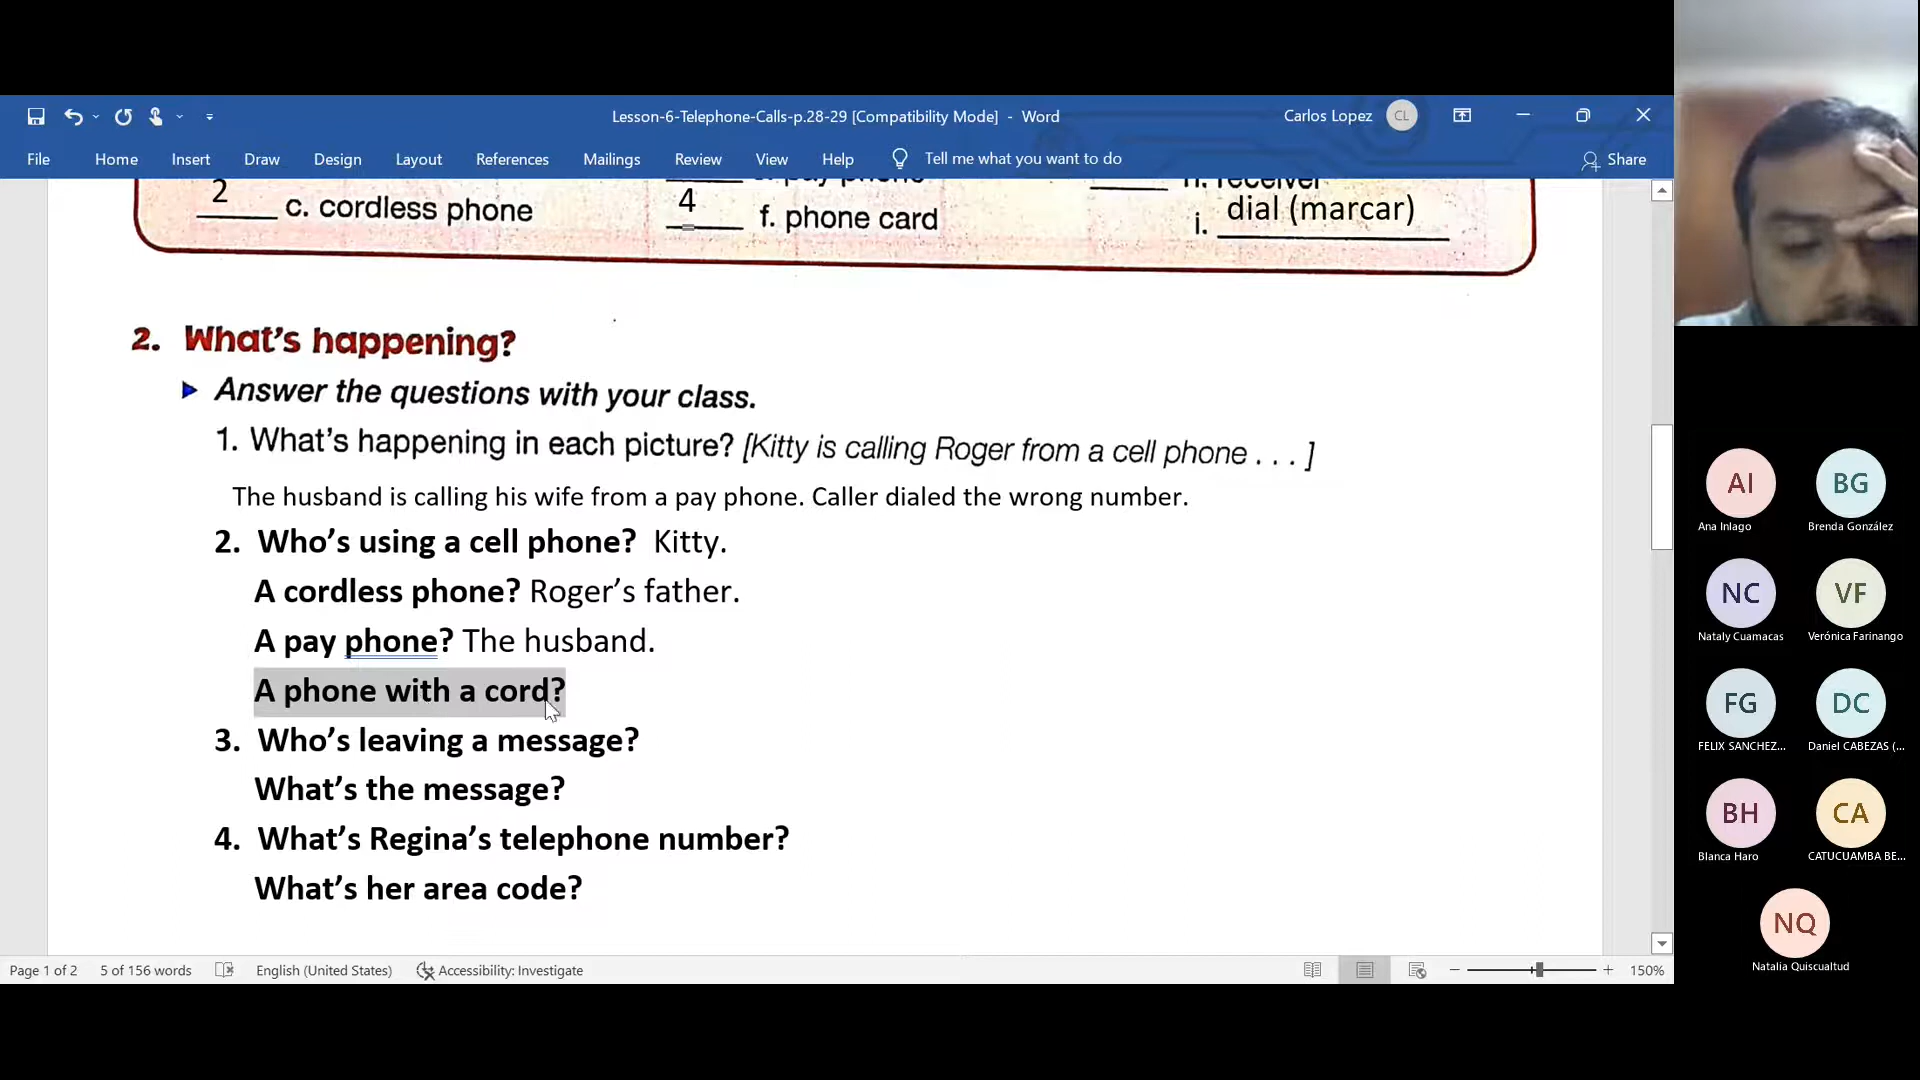 Lesson-6-Telephone-Calls-p.28-29 [Compatibility Mode] - Word
Carlos Lopez CL
File Home Insert Draw Design Layout References Mailings Review View Help Tell me what you want to do Share
2 c. cordless phone
pay phone
4 f. phone card
h. receiver
i. dial (marcar)
2. What's happening?
Answer the questions with your class.
1. What's happening in each picture? [Kitty is calling Roger from a cell phone . . . ]
The husband is calling his wife from a pay phone. Caller dialed the wrong number.
2. Who's using a cell phone? Kitty.
A cordless phone? Roger's father.
A pay phone? The husband.
A phone with a cord?
3. Who's leaving a message?
What's the message?
4. What's Regina's telephone number?
What's her area code?
Page 1 of 2 5 of 156 words English (United States) Accessibility: Investigate 150%
AI
Ana Inlago
BG
Brenda González
NC
Nataly Cuamacas
VF
Verónica Farinango
FG
FELIX SANCHEZ...
DC
Daniel CABEZAS (...
BH
Blanca Haro
CA
CATUCUAMBA BE...
NQ
Natalia Quiscualtud